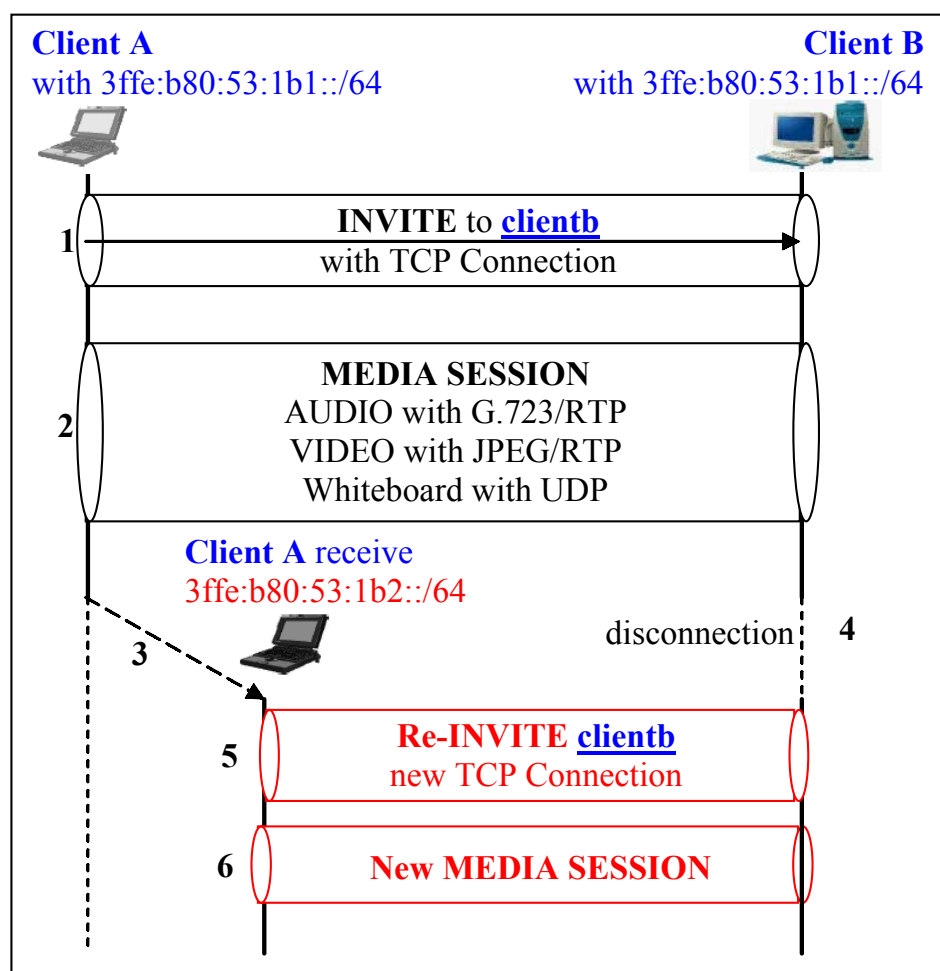 Client A
with 3ffe:b80:53:1b1::/64
Client B
with 3ffe:b80:53:1b1::/64
1
INVITE to clientb
with TCP Connection
2
MEDIA SESSION
AUDIO with G.723/RTP
VIDEO with JPEG/RTP
Whiteboard with UDP
Client A receive
3ffe:b80:53:1b2::/64
3
disconnection
4
5
Re-INVITE clientb
new TCP Connection
6
New MEDIA SESSION